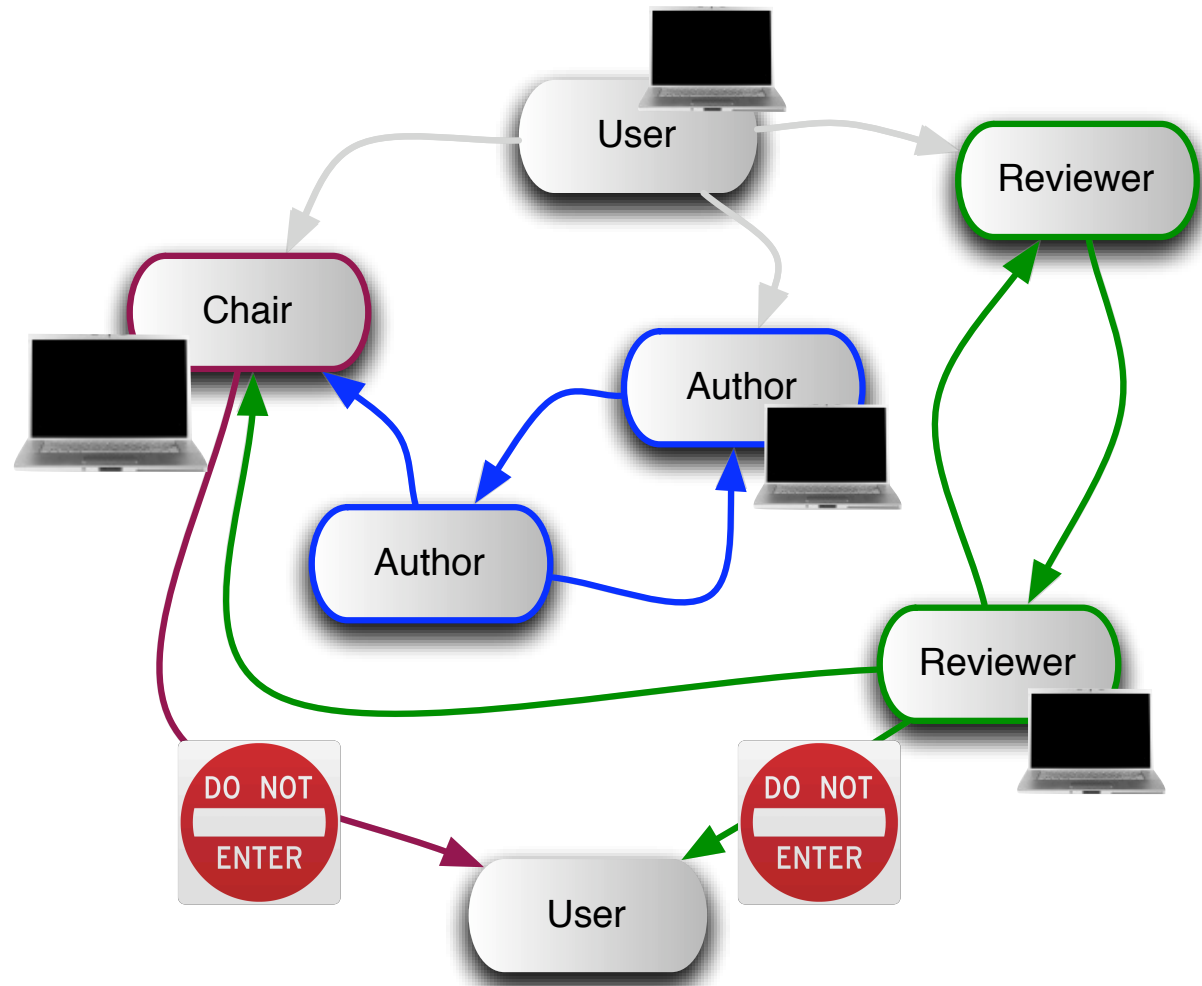 User
Reviewer
Chair
Author
Author
Reviewer
DO NOT
ENTER
DO NOT
ENTER
User